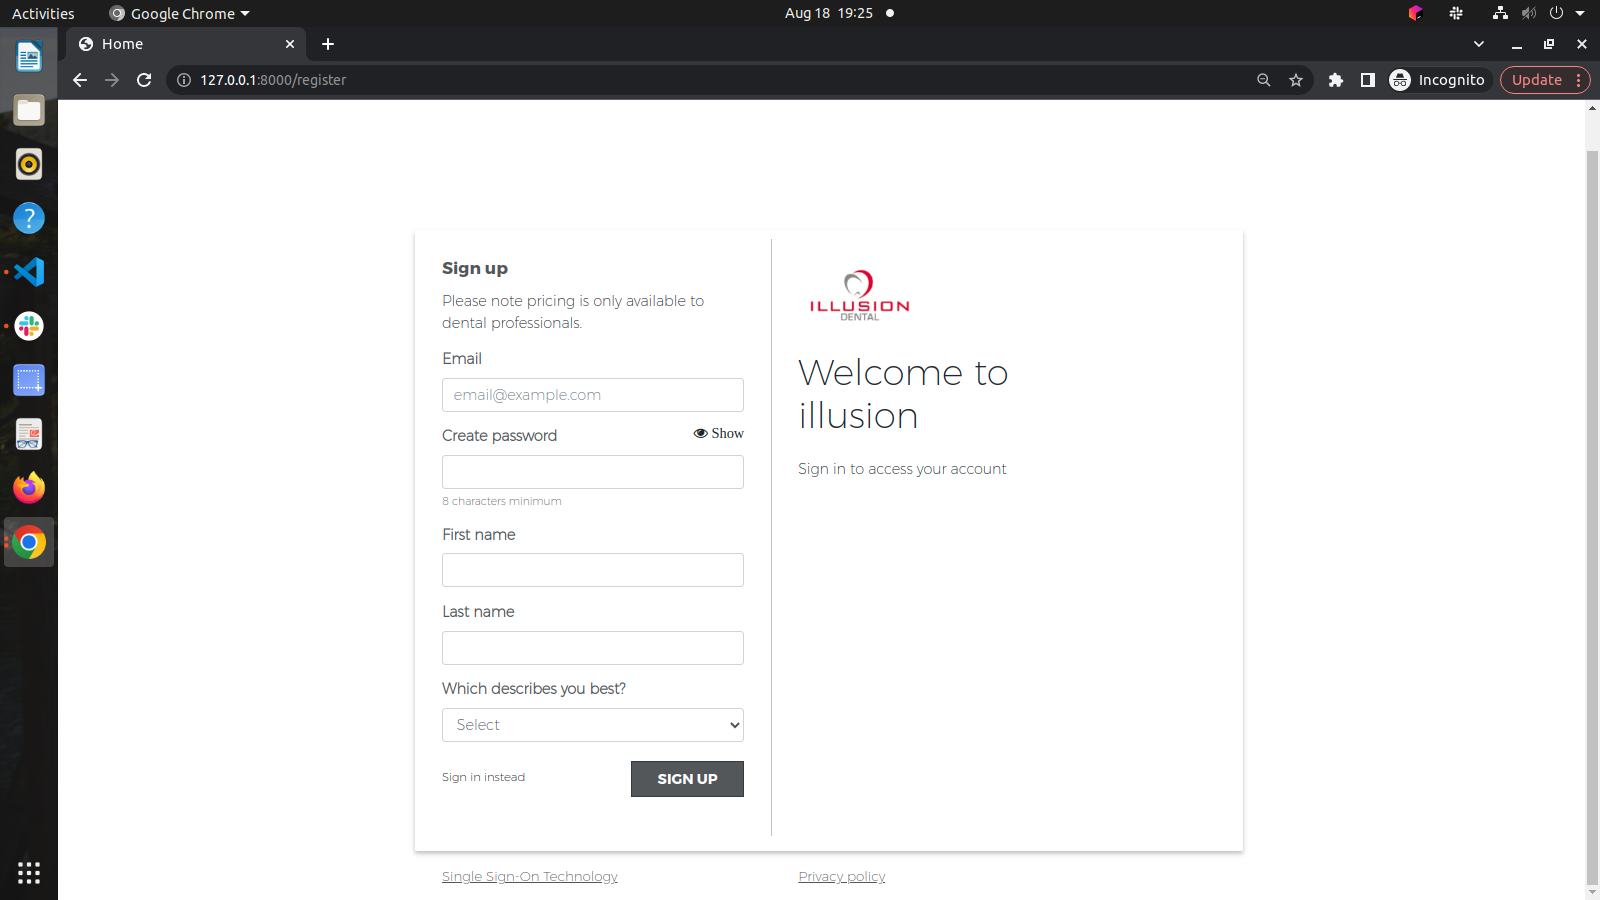 Activities
Google Chrome
Aug 18 19:25
Home
127.0.0.1:8000/register
Incognito
Update
Sign up
Please note pricing is only available to
dental professionals.
Email
email@example.com
Create password
Show
8 characters minimum
First name
Last name
Which describes you best?
Select
Sign in instead
SIGN UP
ILLUSION
DENTAL
Welcome to
illusion
Sign in to access your account
Single Sign-On Technology
Privacy policy